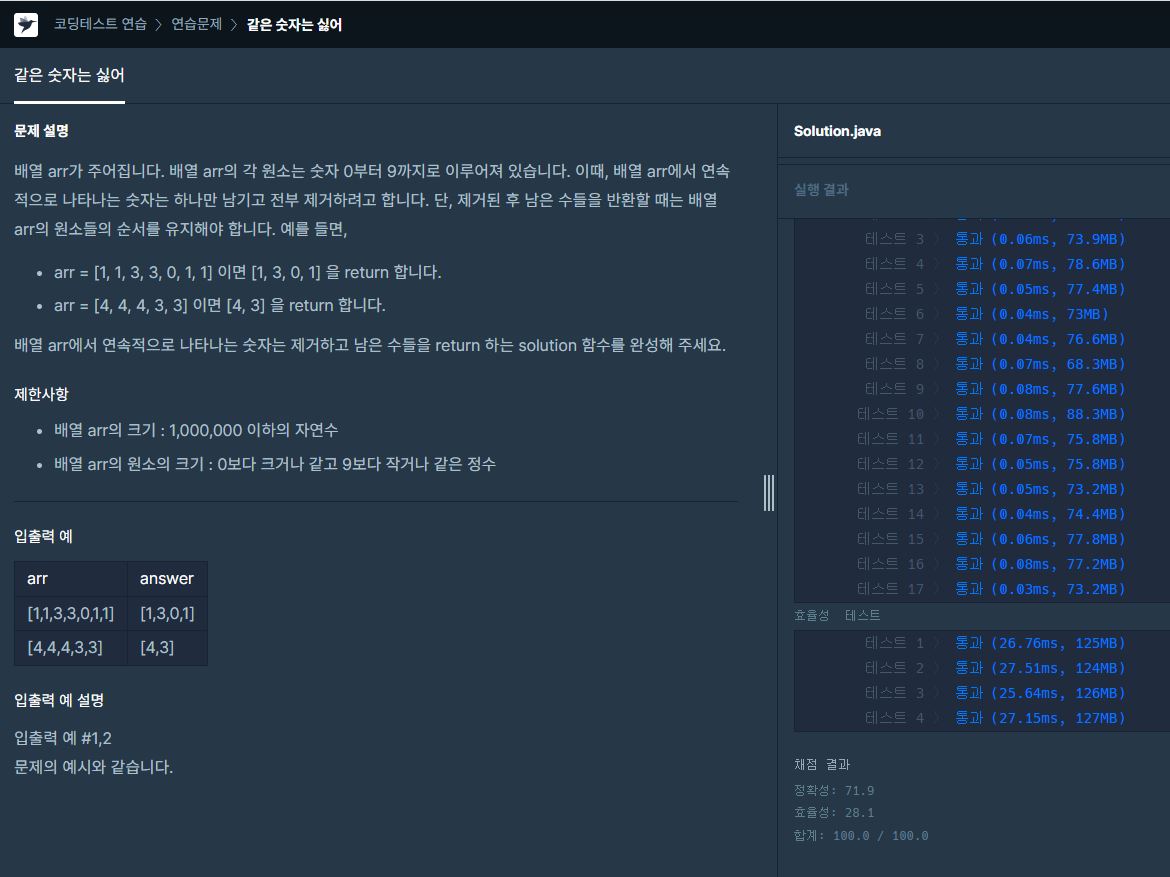 코딩테스트 연습 > 연습문제 > 같은 숫자는 싫어
같은 숫자는 싫어
문제 설명
배열 arr가 주어집니다. 배열 arr의 각 원소는 숫자 0부터 9까지로 이루어져 있습니다. 이때, 배열 arr에서 연속
적으로 나타나는 숫자는 하나만 남기고 전부 제거하려고 합니다. 단, 제거된 후 남은 수들을 반환할 때는 배열
arr의 원소들의 순서를 유지해야 합니다. 예를 들면,
• arr = [1, 1, 3, 3, 0, 1, 1] 이면 [1, 3, 0, 1] 을 return 합니다.
• arr = [4, 4, 4, 3, 3] 이면 [4, 3] 을 return 합니다.
배열 arr에서 연속적으로 나타나는 숫자는 제거하고 남은 수들을 return 하는 solution 함수를 완성해 주세요.
제한사항
• 배열 arr의 크기 : 1,000,000 이하의 자연수
• 배열 arr의 원소의 크기 : 0보다 크거나 같고 9보다 작거나 같은 정수
입출력 예
arr answer
[1,1,3,3,0,1,1] [1,3,0,1]
[4,4,4,3,3] [4,3]
입출력 예 설명
입출력 예 #1,2
문제의 예시와 같습니다.
Solution.java
실행 결과
테스트 3 > 통과 (0.06ms, 73.9MB)
테스트 4 > 통과 (0.07ms, 78.6MB)
테스트 5 > 통과 (0.05ms, 77.4MB)
테스트 6 > 통과 (0.04ms, 73MB)
테스트 7 > 통과 (0.04ms, 76.6MB)
테스트 8 > 통과 (0.07ms, 68.3MB)
테스트 9 > 통과 (0.08ms, 77.6MB)
테스트 10 > 통과 (0.08ms, 88.3MB)
테스트 11 > 통과 (0.07ms, 75.8MB)
테스트 12 > 통과 (0.05ms, 75.8MB)
테스트 13 > 통과 (0.05ms, 73.2MB)
테스트 14 > 통과 (0.04ms, 74.4MB)
테스트 15 > 통과 (0.06ms, 77.8MB)
테스트 16 > 통과 (0.08ms, 77.2MB)
테스트 17 > 통과 (0.03ms, 73.2MB)
효율성 테스트
테스트 1 > 통과 (26.76ms, 125MB)
테스트 2 > 통과 (27.51ms, 124MB)
테스트 3 > 통과 (25.64ms, 126MB)
테스트 4 > 통과 (27.15ms, 127MB)
채점 결과
정확성: 71.9
효율성: 28.1
합계: 100.0 / 100.0